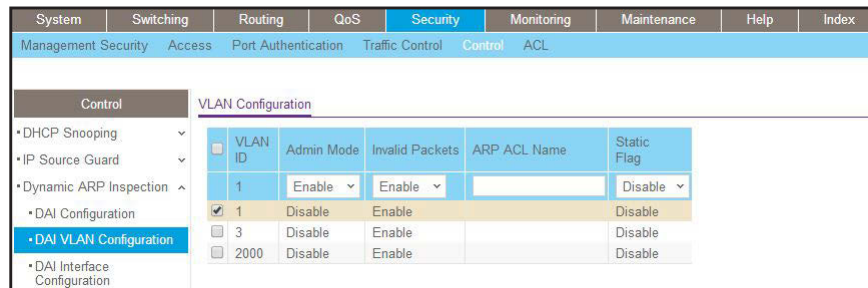 System Switching Routing QoS Security Monitoring Maintenance Help Index
Management Security Access Port Authentication Traffic Control Control ACL
Control
DHCP Snooping
IP Source Guard
Dynamic ARP Inspection
DAI Configuration
DAI VLAN Configuration
DAI Interface
Configuration
VLAN Configuration
VLAN ID Admin Mode Invalid Packets ARP ACL Name Static Flag
1 Enable Enable Disable
1 Disable Enable Disable
3 Disable Enable Disable
2000 Disable Enable Disable